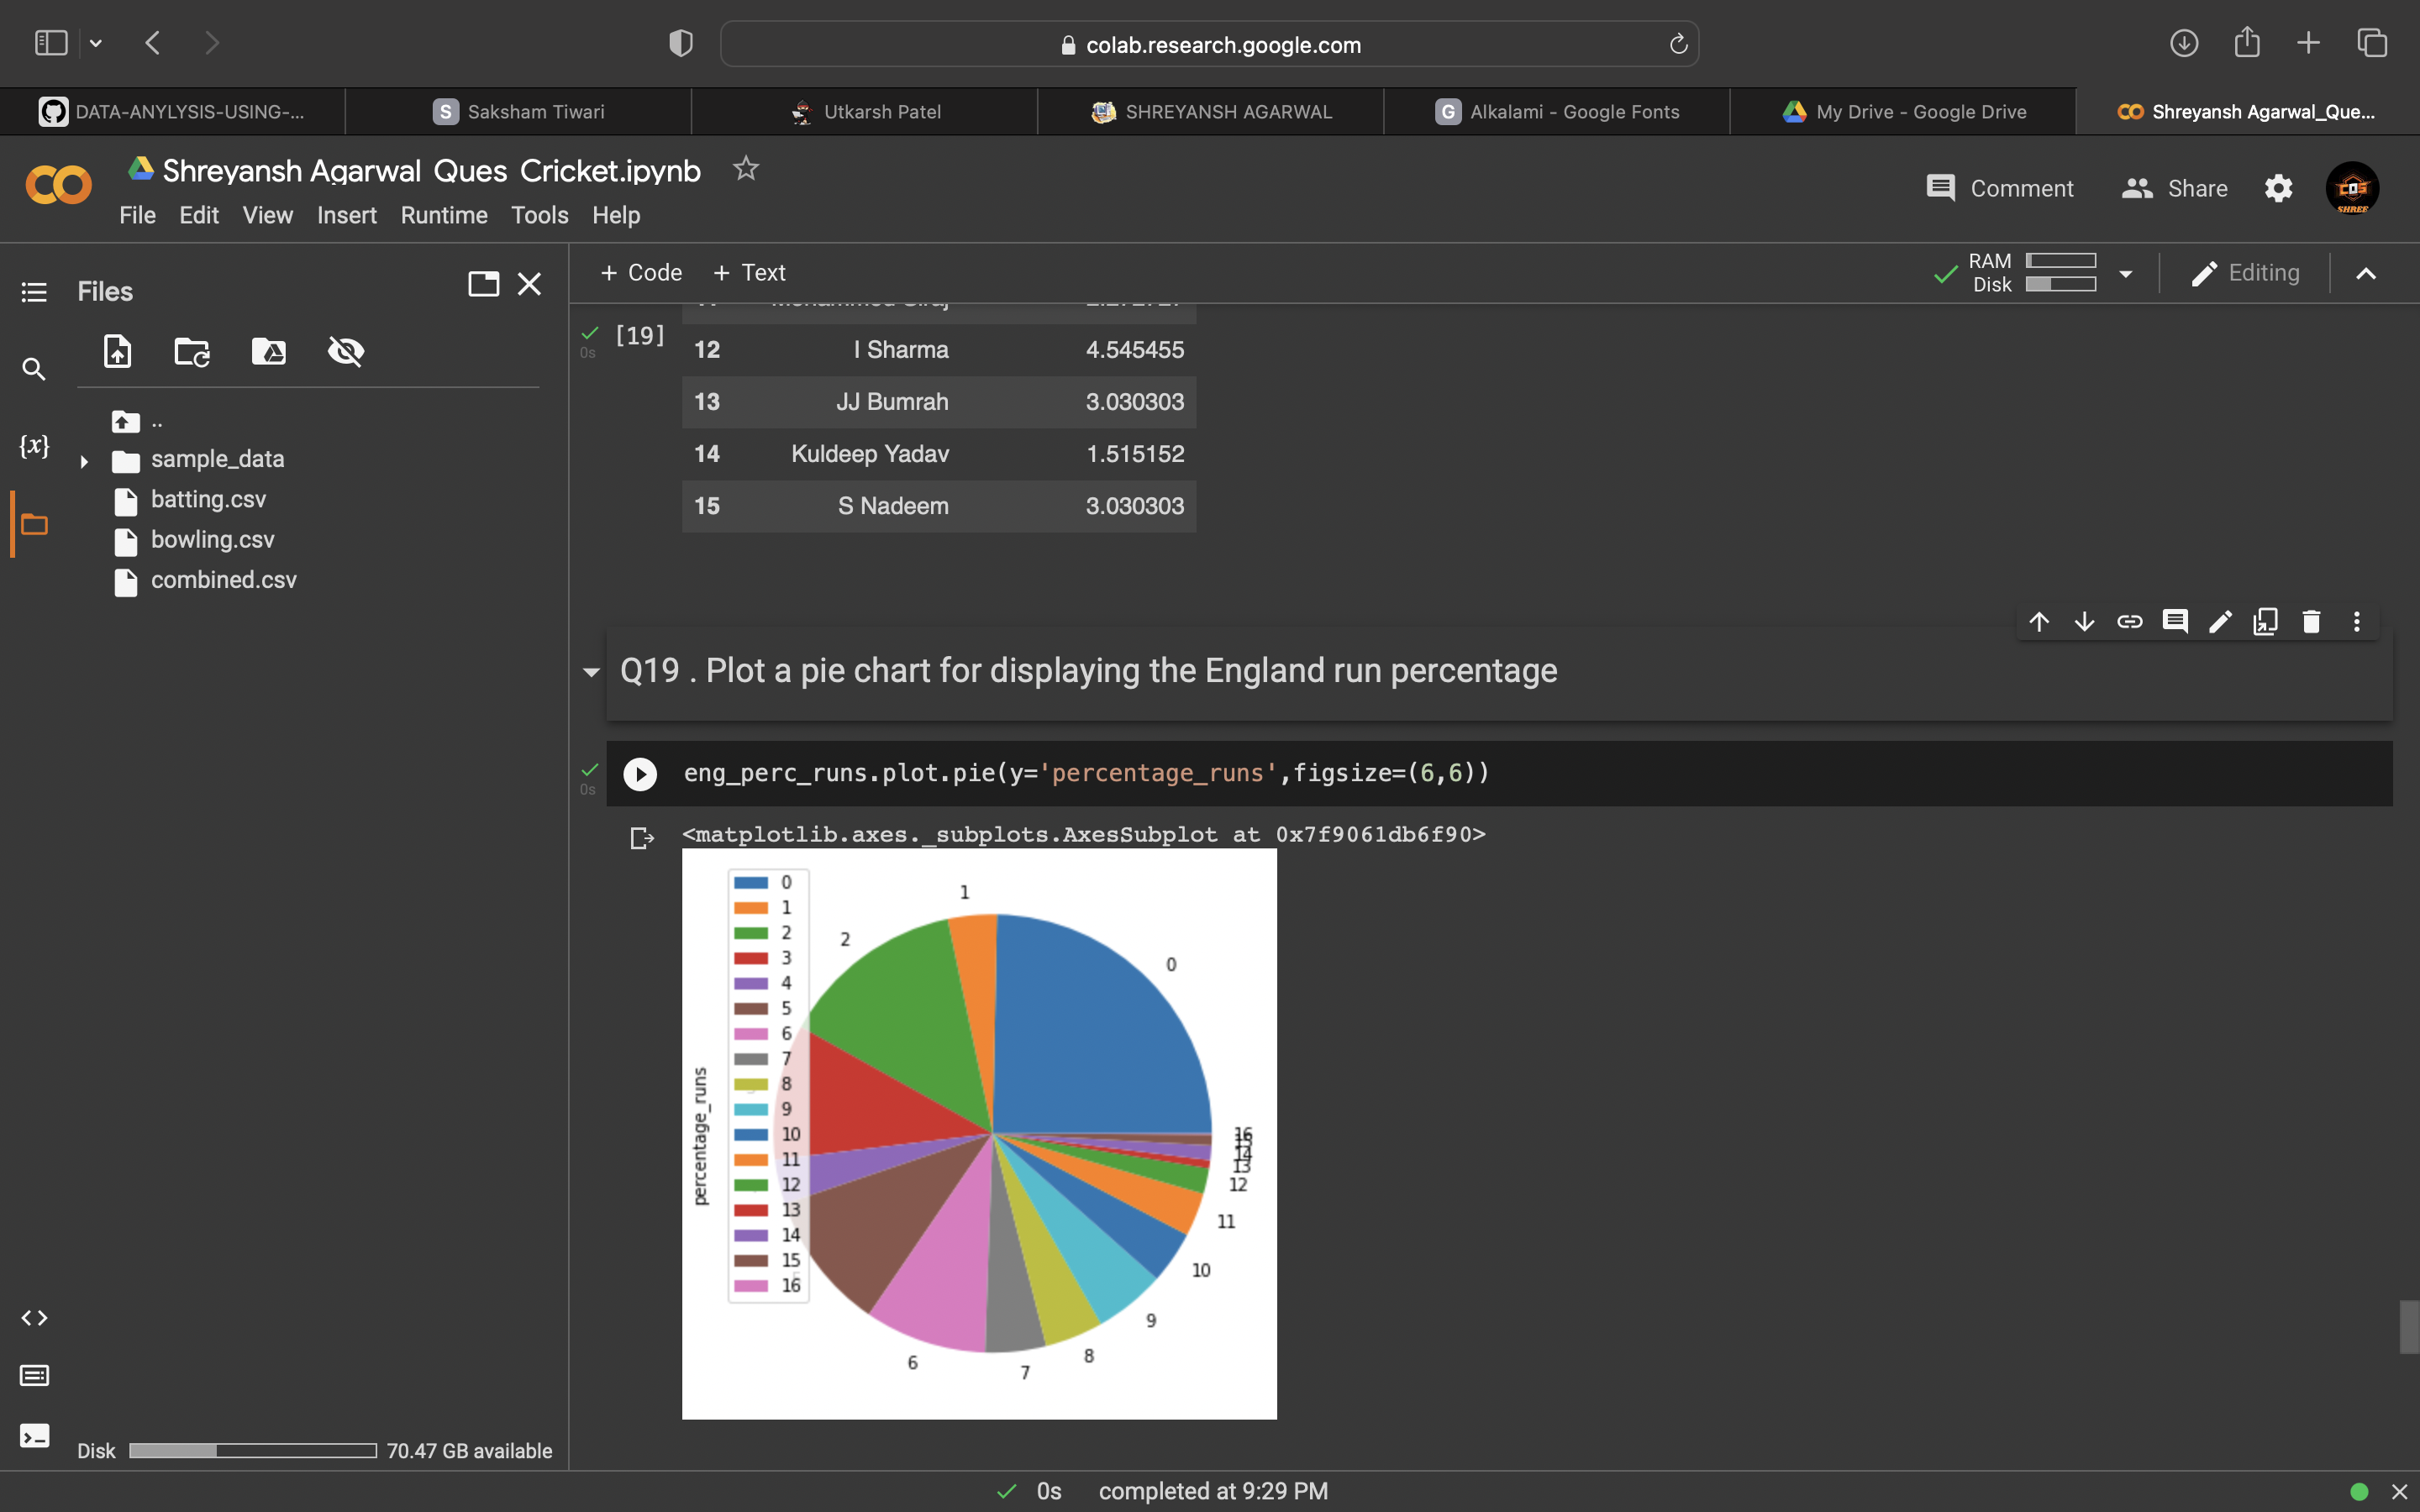 colab.research.google.com
DATA-ANYLYSIS-USING-...
S Saksham Tiwari
Utkarsh Patel
SHREYANSH AGARWAL
G Alkalami - Google Fonts
My Drive - Google Drive
Shreyansh Agarwal_Que...
Shreyansh Agarwal Ques Cricket.ipynb
File Edit View Insert Runtime Tools Help
Comment
Share
SHREE
Files
+ Code + Text
RAM
Disk
Editing
..
sample_data
batting.csv
bowling.csv
combined.csv
{x}
[19]
0s
12 I Sharma 4.545455
13 JJ Bumrah 3.030303
14 Kuldeep Yadav 1.515152
15 S Nadeem 3.030303
Q19 . Plot a pie chart for displaying the England run percentage
0s
eng_perc_runs.plot.pie(y='percentage_runs',figsize=(6,6))
<matplotlib.axes._subplots.AxesSubplot at 0x7f9061db6f90>
0
1
2
3
4
5
6
7
8
9
10
11
12
13
14
15
16
percentage_runs
0
1
2
6
7
8
9
10
11
12
13
14
15
16
Disk 70.47 GB available
0s completed at 9:29 PM